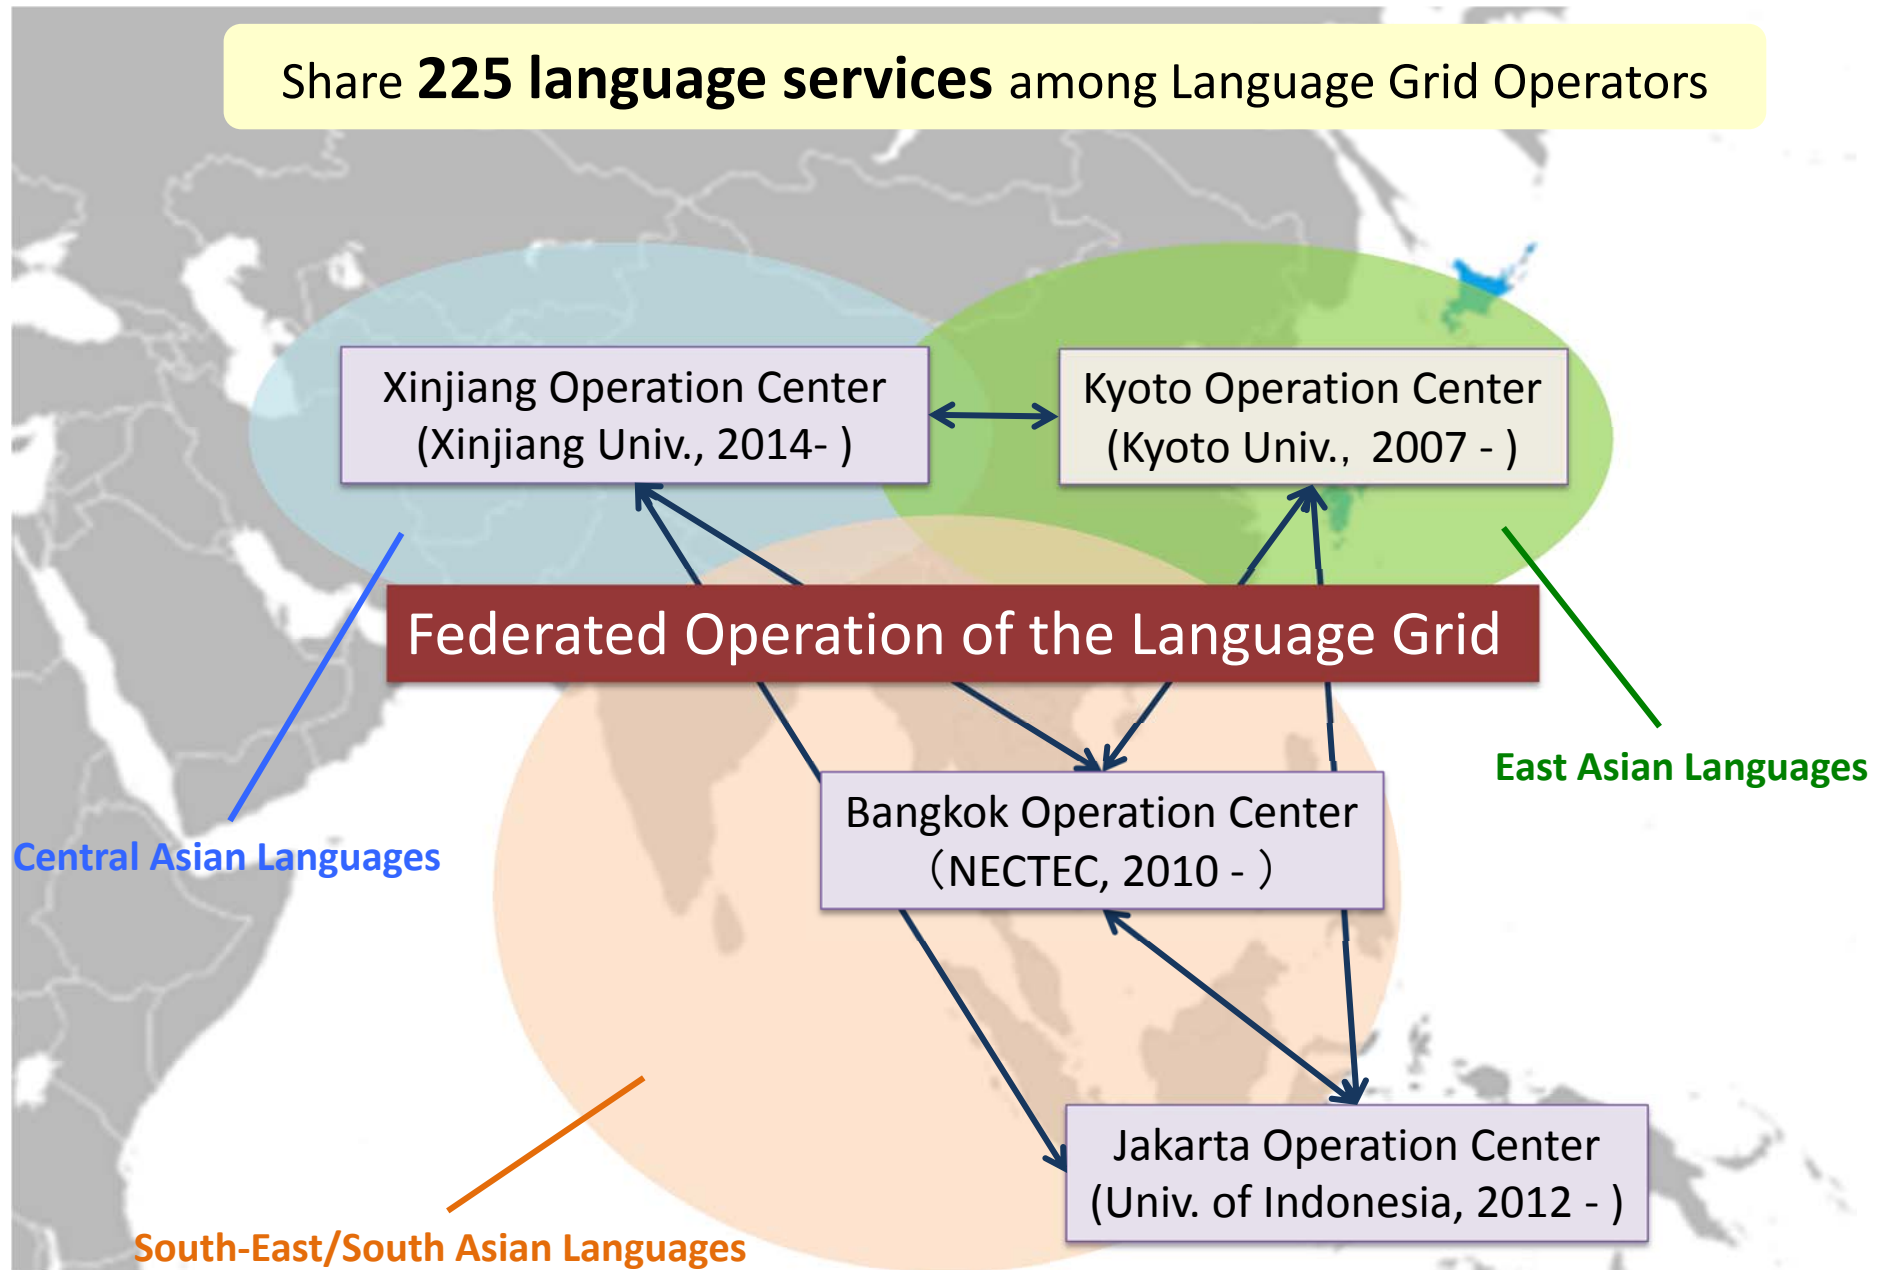 Share 225 language services among Language Grid Operators
Xinjiang Operation Center
(Xinjiang Univ., 2014- )
Kyoto Operation Center
(Kyoto Univ., 2007 - )
Federated Operation of the Language Grid
East Asian Languages
Bangkok Operation Center
（NECTEC, 2010 - ）
Central Asian Languages
Jakarta Operation Center
(Univ. of Indonesia, 2012 - )
South-East/South Asian Languages